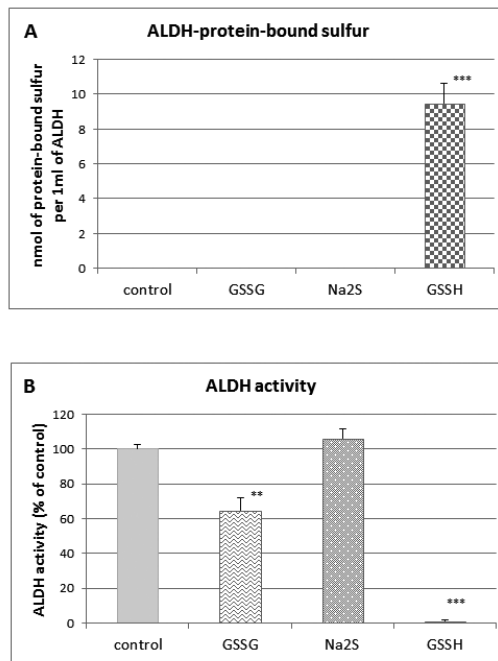 A
ALDH-protein-bound sulfur
nmol of protein-bound sulfur
per 1ml of ALDH
12
10
8
6
4
2
0
***
control GSSG Na2S GSSH
B
ALDH activity
ALDH activity (% of control)
120
100
80
60
40
20
0
**
***
control GSSG Na2S GSSH